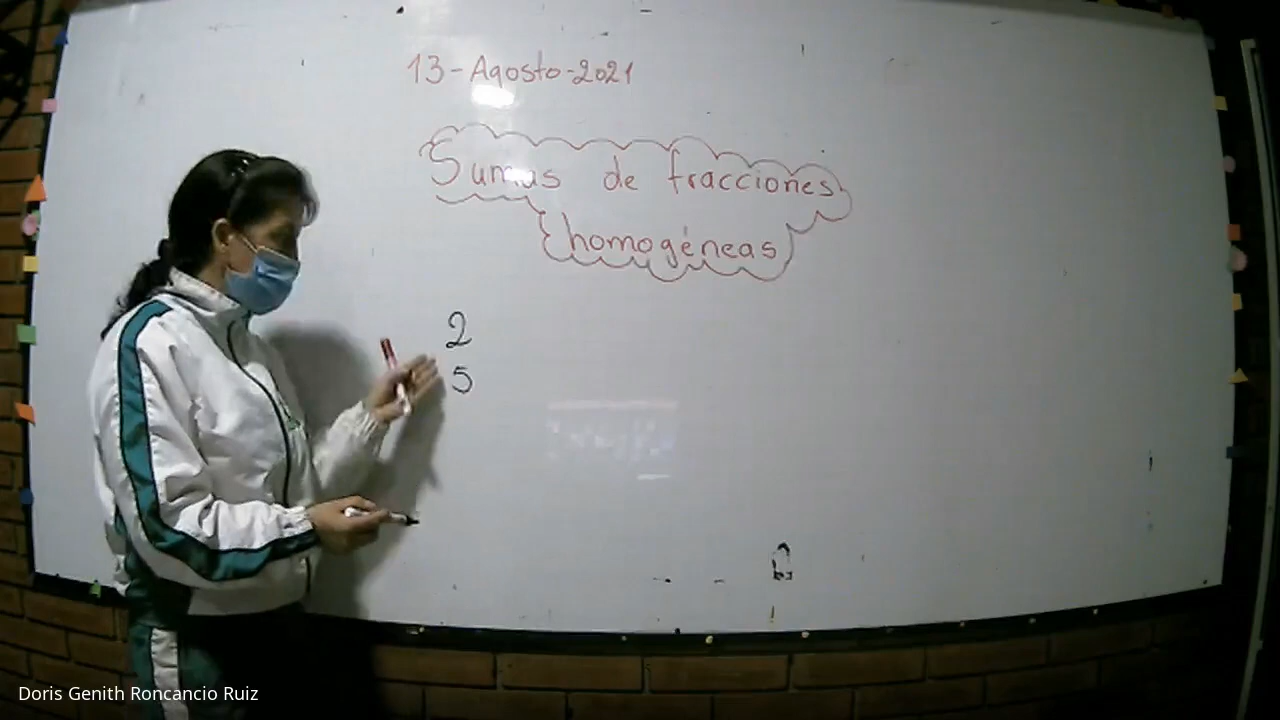 13-Agosto-2021
Sumas de fracciones
homogéneas
2
5
Doris Genith Roncancio Ruiz